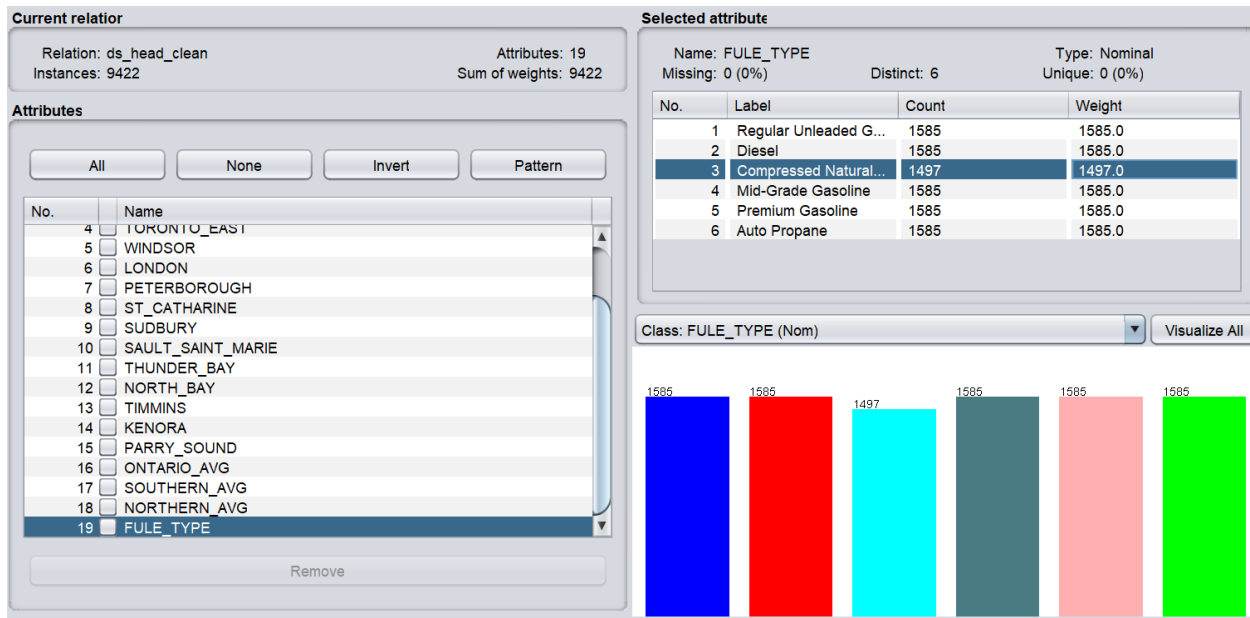 Current relation
Relation: ds_head_clean
Attributes: 19
Instances: 9422
Sum of weights: 9422
Attributes
All
None
Invert
Pattern
No.
Name
4 TORONTO_EAST
5 WINDSOR
6 LONDON
7 PETERBOROUGH
8 ST_CATHARINE
9 SUDBURY
10 SAULT_SAINT_MARIE
11 THUNDER_BAY
12 NORTH_BAY
13 TIMMINS
14 KENORA
15 PARRY_SOUND
16 ONTARIO_AVG
17 SOUTHERN_AVG
18 NORTHERN_AVG
19 FULE_TYPE
Remove
Selected attribute
Name: FULE_TYPE
Type: Nominal
Missing: 0 (0%)
Distinct: 6
Unique: 0 (0%)
No. Label Count Weight
1 Regular Unleaded G... 1585 1585.0
2 Diesel 1585 1585.0
3 Compressed Natural... 1497 1497.0
4 Mid-Grade Gasoline 1585 1585.0
5 Premium Gasoline 1585 1585.0
6 Auto Propane 1585 1585.0
Class: FULE_TYPE (Nom)
Visualize All
1585 1585 1497 1585 1585 1585